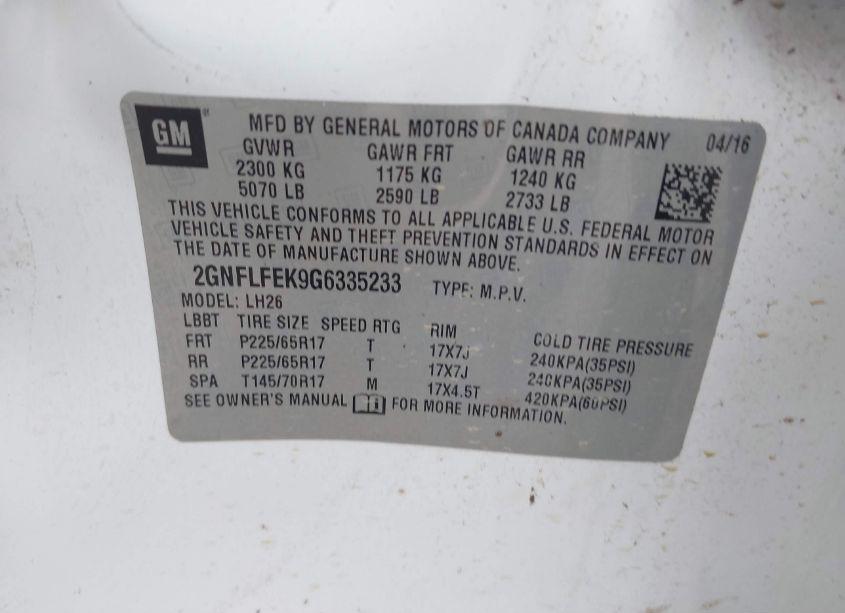 GM
MFD BY GENERAL MOTORS OF CANADA COMPANY 04/16
GVWR GAWR FRT GAWR RR
2300 KG 1175 KG 1240 KG
5070 LB 2590 LB 2733 LB
THIS VEHICLE CONFORMS TO ALL APPLICABLE U.S. FEDERAL MOTOR
VEHICLE SAFETY AND THEFT PREVENTION STANDARDS IN EFFECT ON
THE DATE OF MANUFACTURE SHOWN ABOVE.
2GNFLFEK9G6335233 TYPE: M.P.V.
MODEL: LH26
LBBT TIRE SIZE SPEED RTG RIM COLD TIRE PRESSURE
FRT P225/65R17 T 17X7J 240KPA(35PSI)
RR P225/65R17 T 17X7J 240KPA(35PSI)
SPA T145/70R17 M 17X4.5T 420KPA(60PSI)
SEE OWNER'S MANUAL FOR MORE INFORMATION.